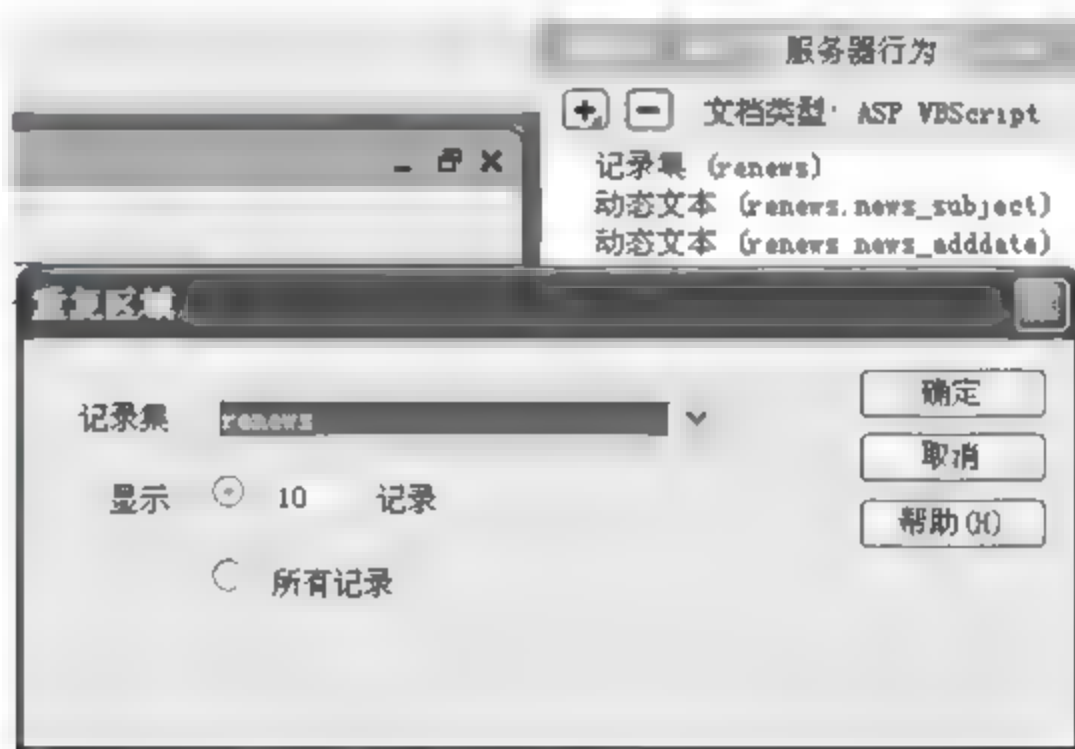 服务器行为
文档类型: ASP VBScript
记录集 (renews)
动态文本 (renews.news_subject)
动态文本 (renews news_adddate)
重复区域
记录集 renews
显示 10 记录
所有记录
确定
取消
帮助(H)